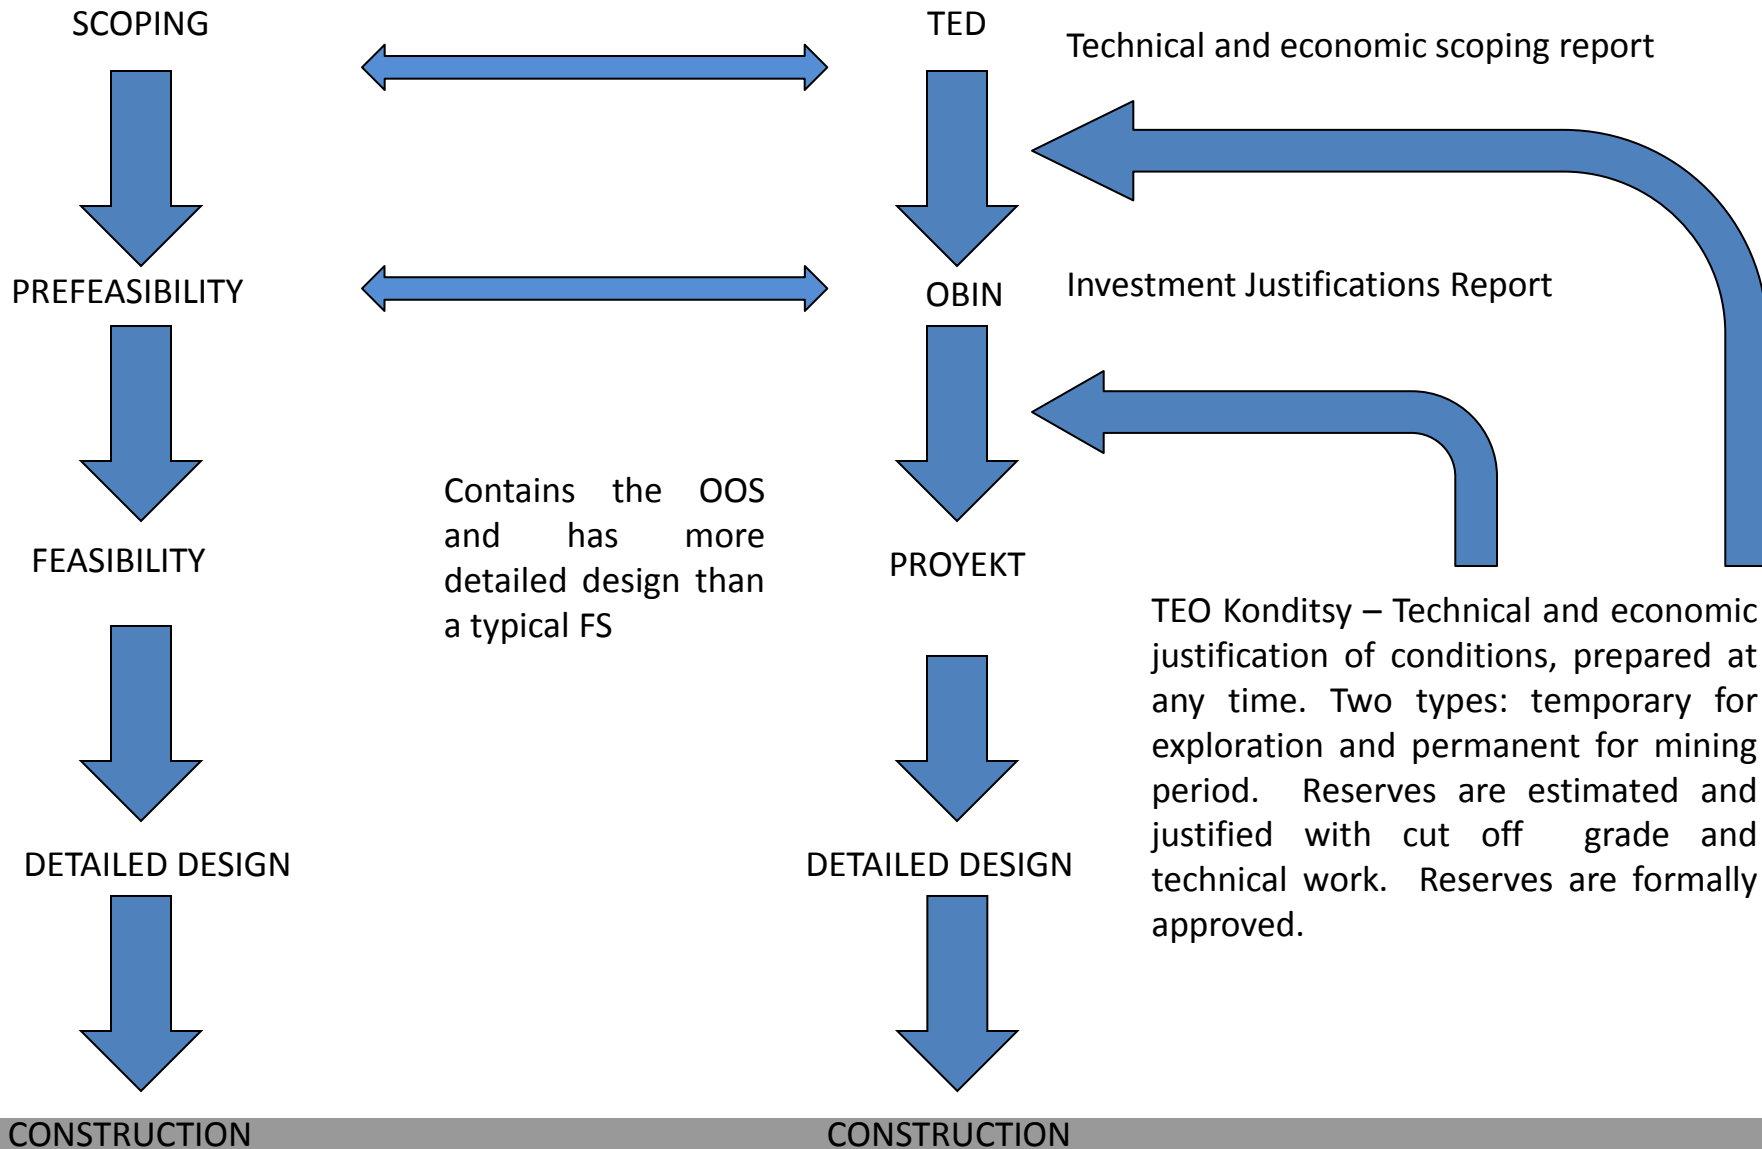 SCOPING
TED
Technical and economic scoping report
PREFEASIBILITY
OBIN
Investment Justifications Report
Contains the OOS
and has more
detailed design than
a typical FS
FEASIBILITY
PROYEKT
TEO Konditsy – Technical and economic
justification of conditions, prepared at
any time. Two types: temporary for
exploration and permanent for mining
period. Reserves are estimated and
justified with cut off grade and
technical work. Reserves are formally
approved.
DETAILED DESIGN
DETAILED DESIGN
CONSTRUCTION
CONSTRUCTION